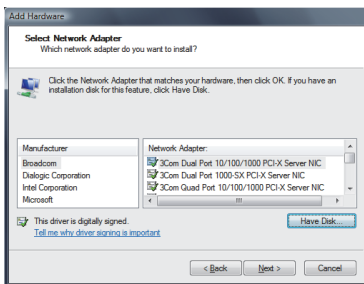 Add Hardware
Select Network Adapter
Which network adapter do you want to install?
Click the Network Adapter that matches your hardware, then click OK. If you have an
installation disk for this feature, click Have Disk.
Manufacturer
Broadcom
Dialogic Corporation
Intel Corporation
Microsoft
Network Adapter:
3Com Dual Port 10/100/1000 PCI-X Server NIC
3Com Dual Port 1000-SX PCI-X Server NIC
3Com Quad Port 10/100/1000 PCI-X Server NIC
This driver is digitally signed.
Tell me why driver signing is important
Have Disk...
< Back
Next >
Cancel